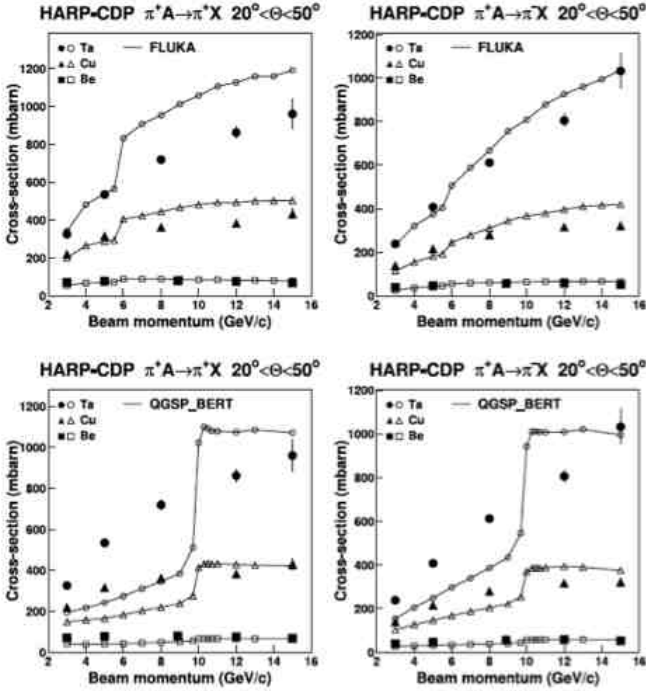 HARP-CDP π⁺A→π⁺X 20°<Θ<50°
Cross-section (mbarn)
1200
1000
800
600
400
200
0
● ○ Ta
▲ △ Cu
■ □ Be
FLUKA
2 4 6 8 10 12 14 16
Beam momentum (GeV/c)
HARP-CDP π⁺A→π⁻X 20°<Θ<50°
Cross-section (mbarn)
1200
1000
800
600
400
200
0
● ○ Ta
▲ △ Cu
■ □ Be
FLUKA
2 4 6 8 10 12 14 16
Beam momentum (GeV/c)
HARP-CDP π⁺A→π⁺X 20°<Θ<50°
Cross-section (mbarn)
1200
1000
800
600
400
200
0
● ○ Ta
▲ △ Cu
■ □ Be
QGSP_BERT
2 4 6 8 10 12 14 16
Beam momentum (GeV/c)
HARP-CDP π⁺A→π⁻X 20°<Θ<50°
Cross-section (mbarn)
1200
1000
800
600
400
200
0
● ○ Ta
▲ △ Cu
■ □ Be
QGSP_BERT
2 4 6 8 10 12 14 16
Beam momentum (GeV/c)